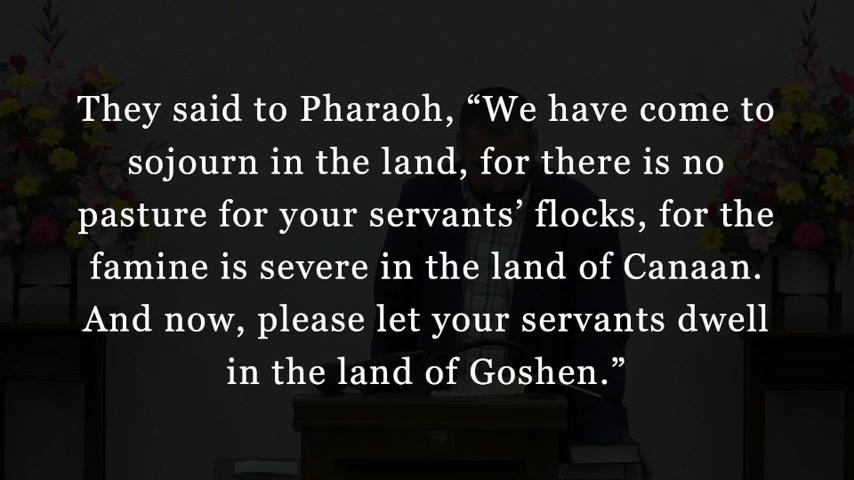 They said to Pharaoh, “We have come to
sojourn in the land, for there is no
pasture for your servants’ flocks, for the
famine is severe in the land of Canaan.
And now, please let your servants dwell
in the land of Goshen.”